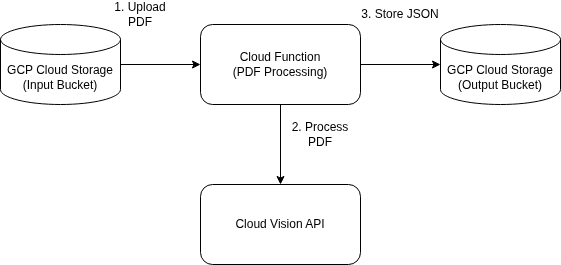 1. Upload
PDF
3. Store JSON
GCP Cloud Storage
(Input Bucket)
Cloud Function
(PDF Processing)
GCP Cloud Storage
(Output Bucket)
2. Process
PDF
Cloud Vision API